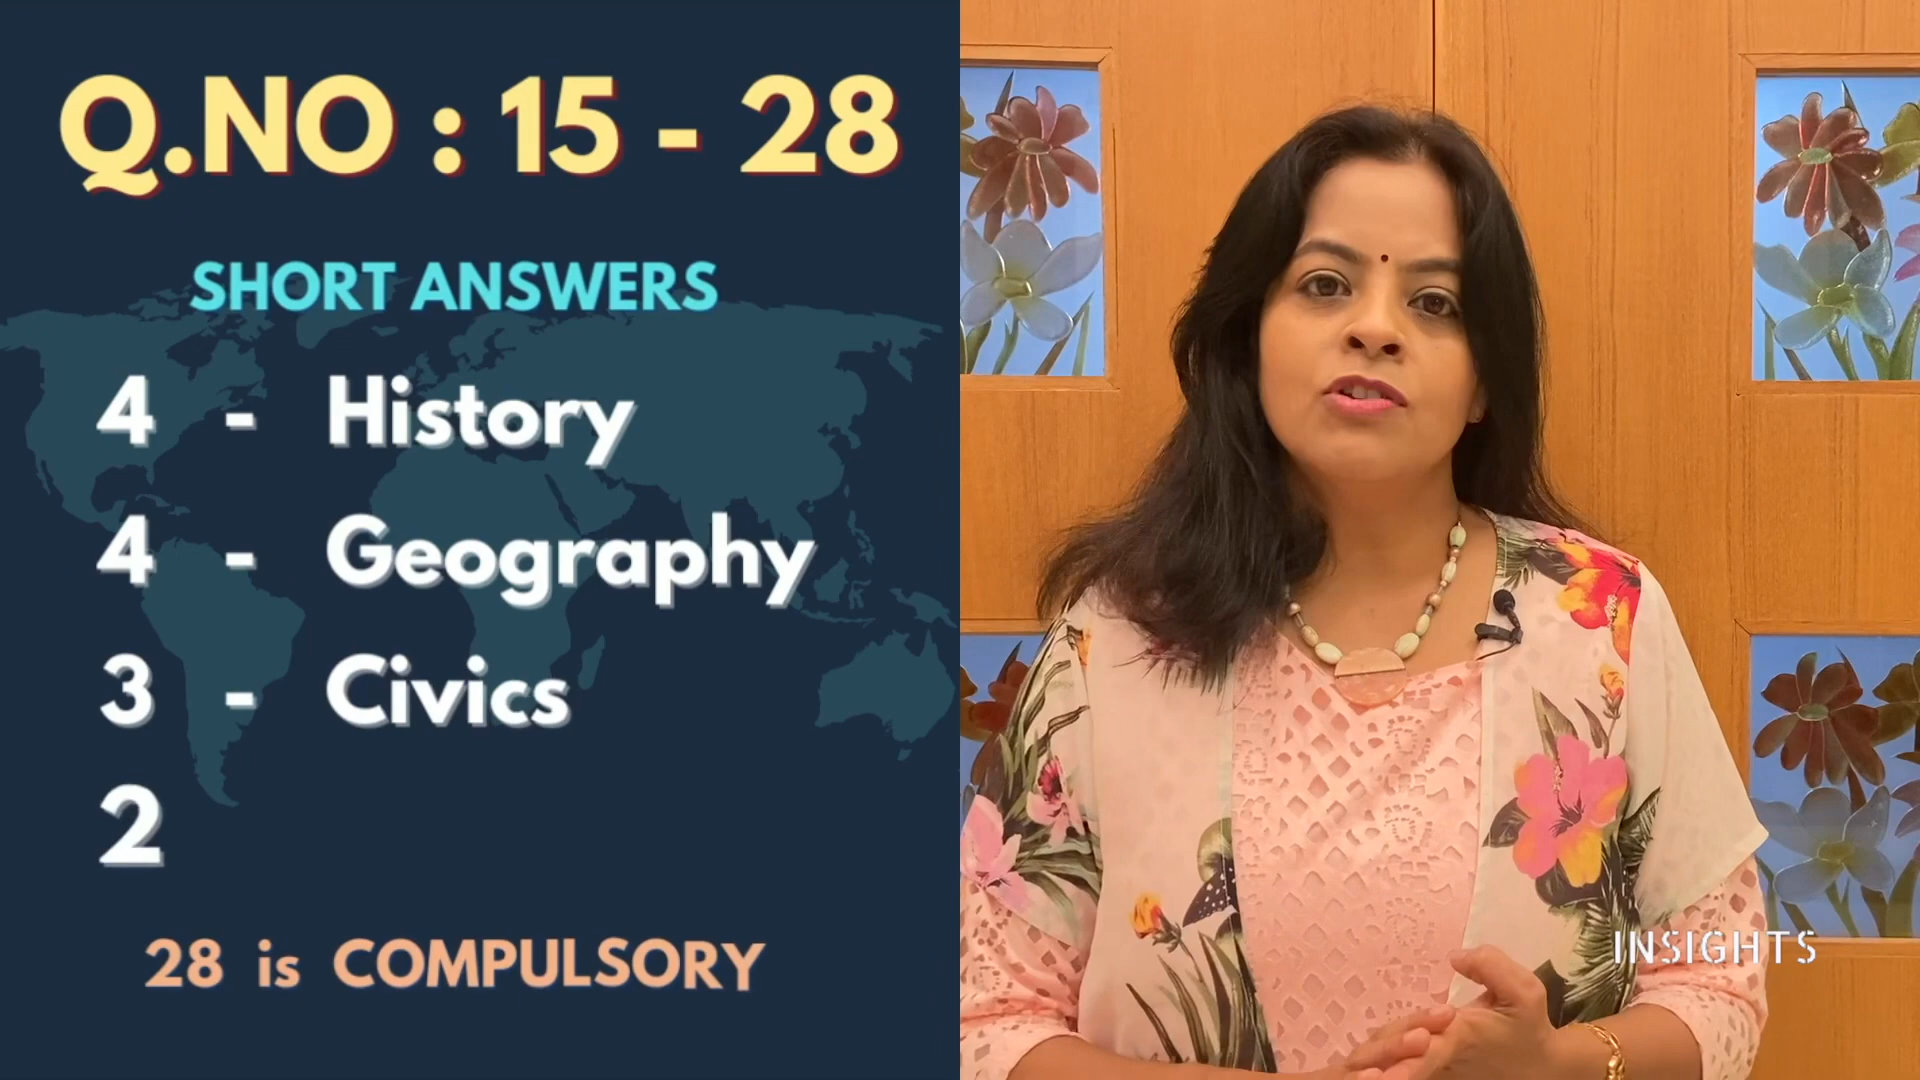 Q.NO : 15 - 28
SHORT ANSWERS
4 - History
4 - Geography
3 - Civics
2
28 is COMPULSORY
INSIGHTS